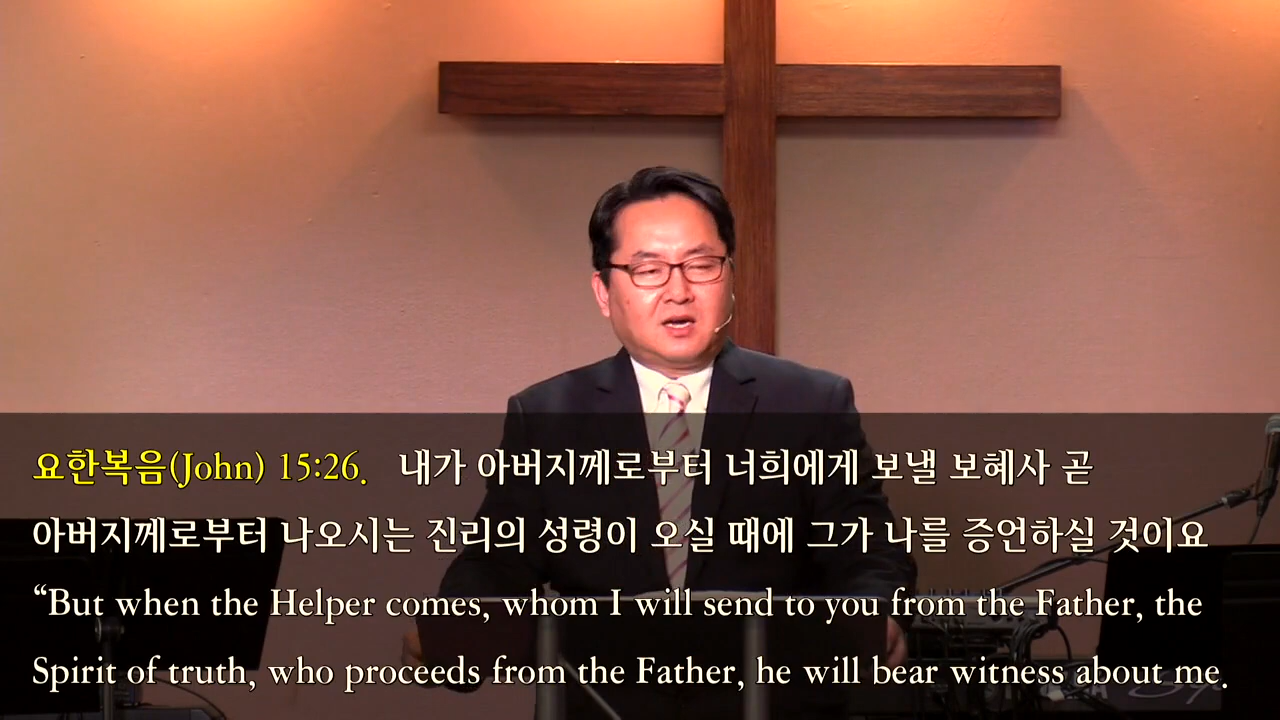 요한복음(John) 15:26. 내가 아버지께로부터 너희에게 보낼 보혜사 곧
아버지께로부터 나오시는 진리의 성령이 오실 때에 그가 나를 증언하실 것이요
“But when the Helper comes, whom I will send to you from the Father, the
Spirit of truth, who proceeds from the Father, he will bear witness about me.